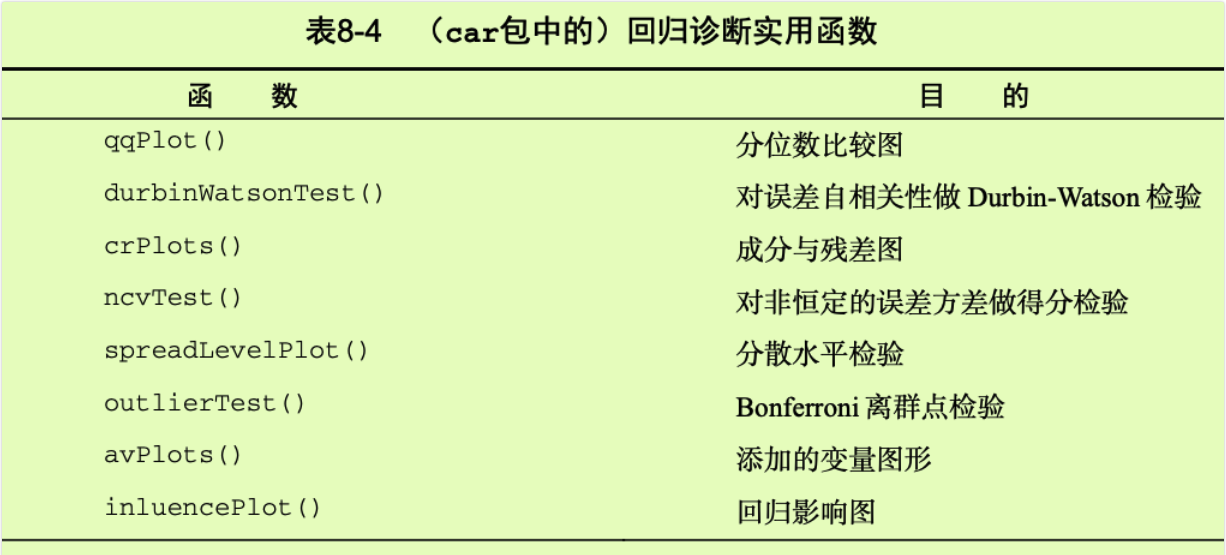 表8-4 （car包中的）回归诊断实用函数
函 数 目 的
qqPlot() 分位数比较图
durbinWatsonTest() 对误差自相关性做 Durbin-Watson 检验
crPlots() 成分与残差图
ncvTest() 对非恒定的误差方差做得分检验
spreadLevelPlot() 分散水平检验
outlierTest() Bonferroni 离群点检验
avPlots() 添加的变量图形
inluencePlot() 回归影响图